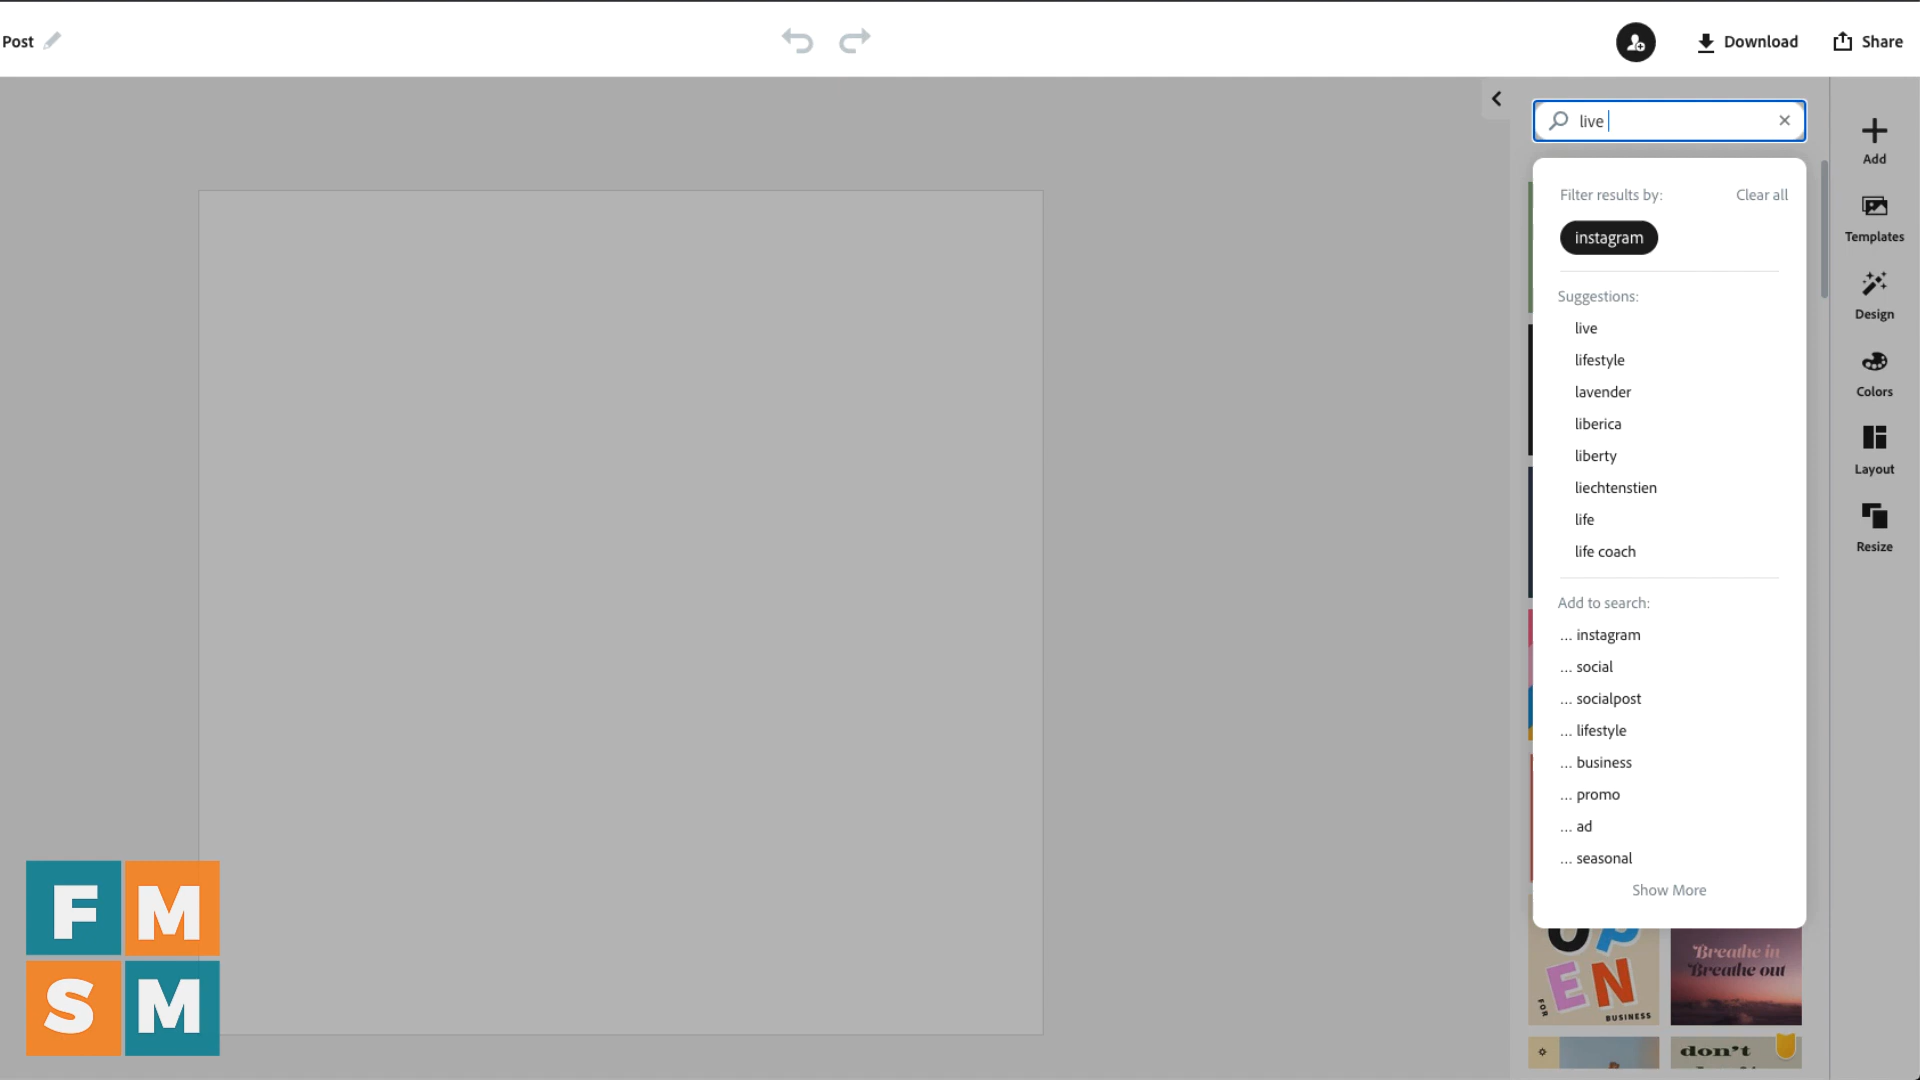 Post
Download
Share
live
Filter results by:
Clear all
instagram
Suggestions:
live
lifestyle
lavender
liberica
liberty
liechtenstien
life
life coach
Add to search:
... instagram
... social
... socialpost
... lifestyle
... business
... promo
... ad
... seasonal
Show More
Add
Templates
Design
Colors
Layout
Resize
OPEN
FOR
BUSINESS
Breathe in
Breathe out
don't
F M
S M